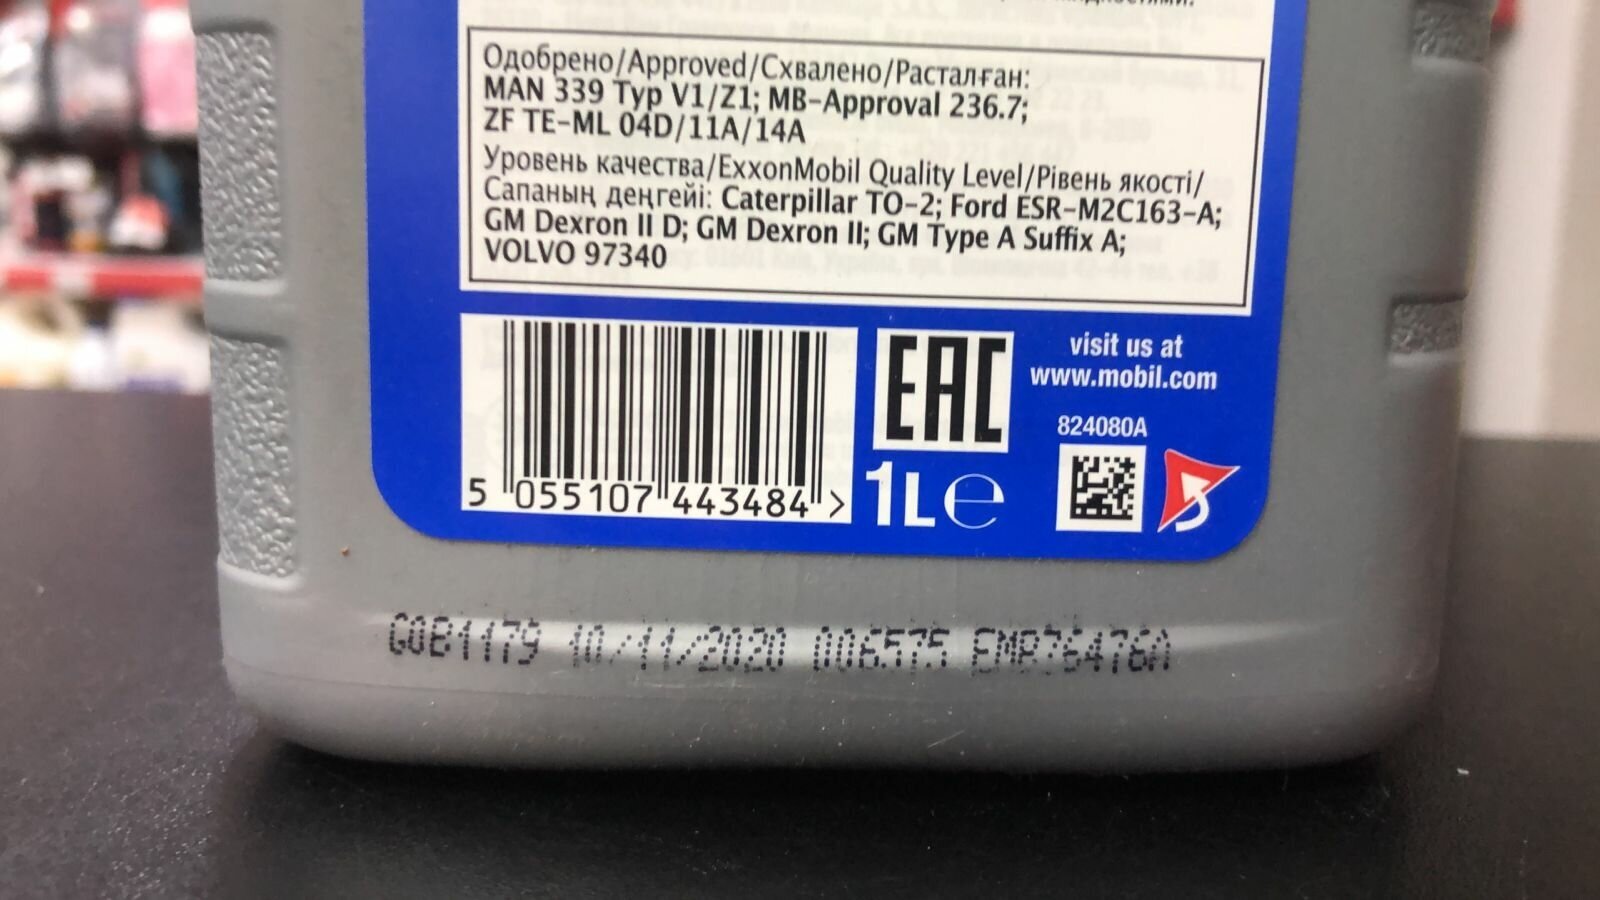 жидкостями.
Одобрено/Approved/Схвалено/Расталған:
MAN 339 Typ V1/Z1; MB-Approval 236.7;
ZF TE-ML 04D/11A/14A
Уровень качества/ExxonMobil Quality Level/Рівень якості/
Сапаның деңгейі: Caterpillar TO-2; Ford ESR-M2C163-A;
GM Dexron II D; GM Dexron II; GM Type A Suffix A;
VOLVO 97340
5 055107 443484 >
EAC
visit us at
www.mobil.com
824080A
1L℮
G0B1179 10/11/2020 006575 EMB76476A